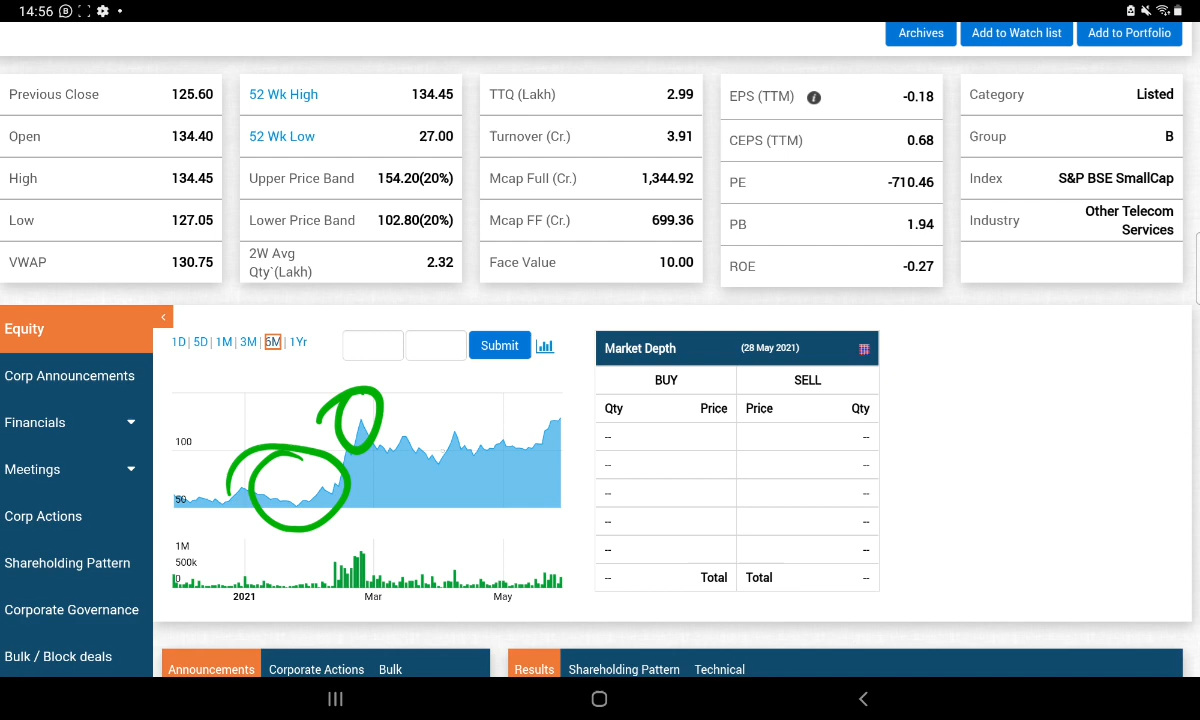 14:56
Archives
Add to Watch list
Add to Portfolio
Previous Close 125.60
Open 134.40
High 134.45
Low 127.05
VWAP 130.75
52 Wk High 134.45
52 Wk Low 27.00
Upper Price Band 154.20(20%)
Lower Price Band 102.80(20%)
2W Avg
Qty`(Lakh) 2.32
TTQ (Lakh) 2.99
Turnover (Cr.) 3.91
Mcap Full (Cr.) 1,344.92
Mcap FF (Cr.) 699.36
Face Value 10.00
EPS (TTM) i -0.18
CEPS (TTM) 0.68
PE -710.46
PB 1.94
ROE -0.27
Category Listed
Group B
Index S&P BSE SmallCap
Industry Other Telecom
Services
Equity
Corp Announcements
Financials
Meetings
Corp Actions
Shareholding Pattern
Corporate Governance
Bulk / Block deals
1D| 5D| 1M| 3M| 6M| 1Yr
Submit
100
50
1M
500k
0
2021 Mar May
Market Depth (28 May 2021)
BUY SELL
Qty Price Price Qty
-- --
-- --
-- --
-- --
-- --
-- Total Total --
Announcements Corporate Actions Bulk
Results Shareholding Pattern Technical